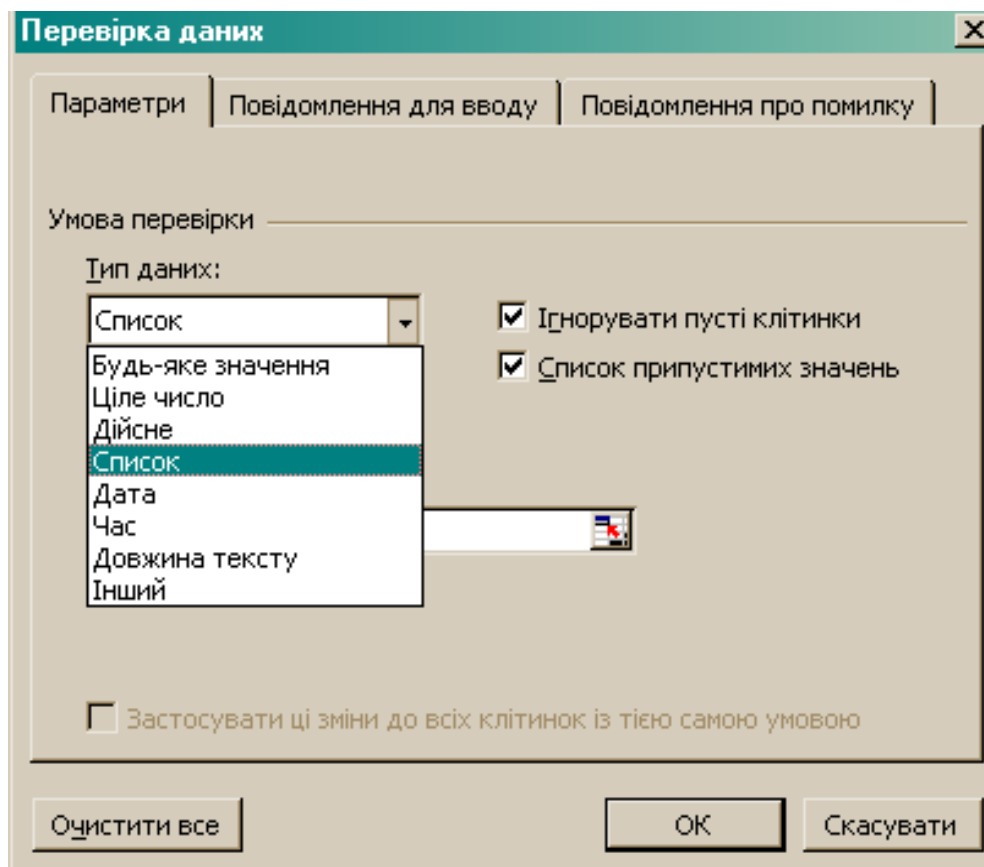 Перевірка даних
Параметри
Повідомлення для вводу
Повідомлення про помилку
Умова перевірки
Тип даних:
Список
Ігнорувати пусті клітинки
Список припустимих значень
Будь-яке значення
Ціле число
Дійсне
Список
Дата
Час
Довжина тексту
Інший
Застосувати ці зміни до всіх клітинок із тією самою умовою
Очистити все
ОК
Скасувати